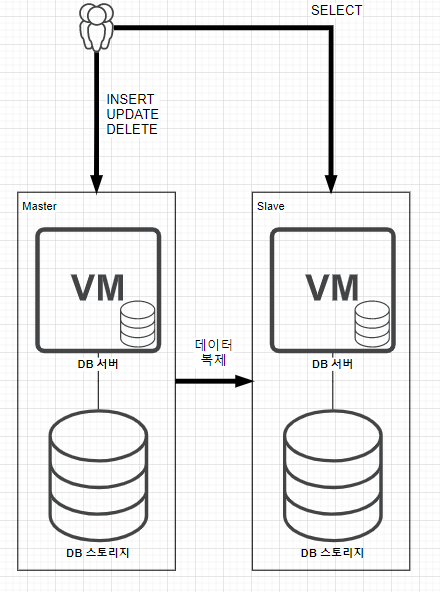 SELECT
INSERT
UPDATE
DELETE
Master
Slave
VM
VM
DB 서버
DB 서버
데이터
복제
DB 스토리지
DB 스토리지